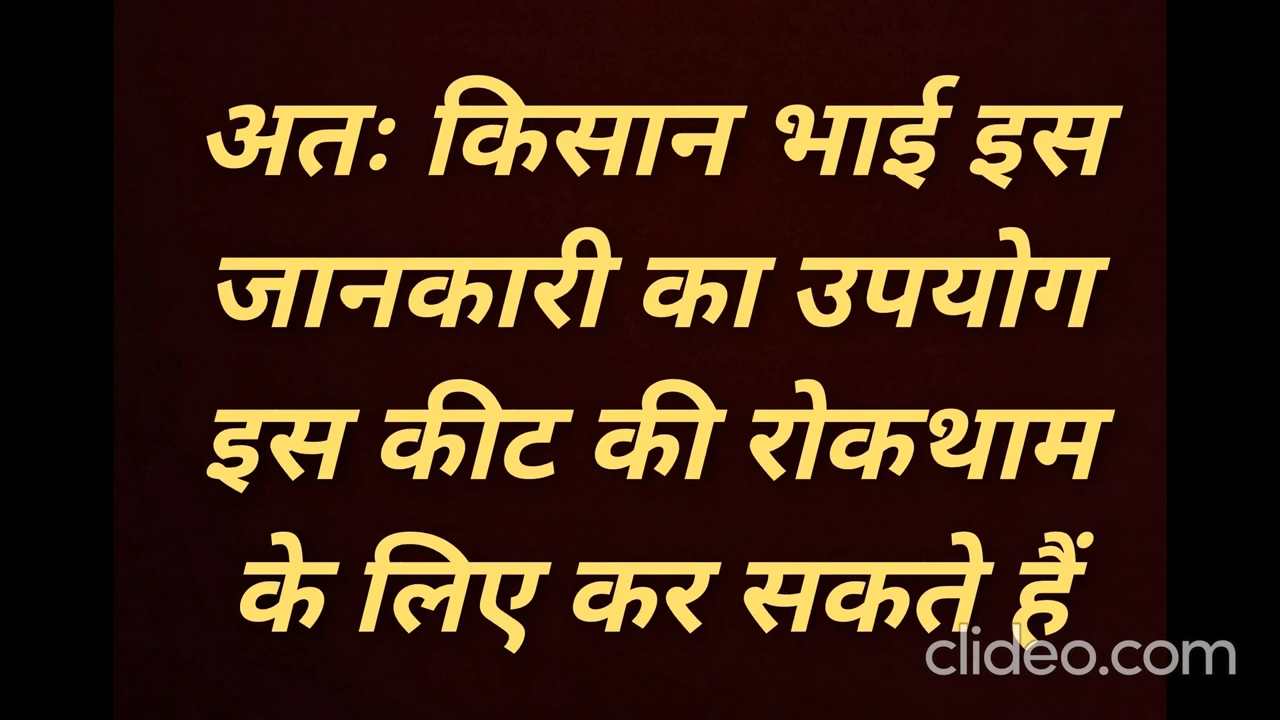 अतः किसान भाई इस
जानकारी का उपयोग
इस कीट की रोकथाम
के लिए कर सकते हैं
clideo.com